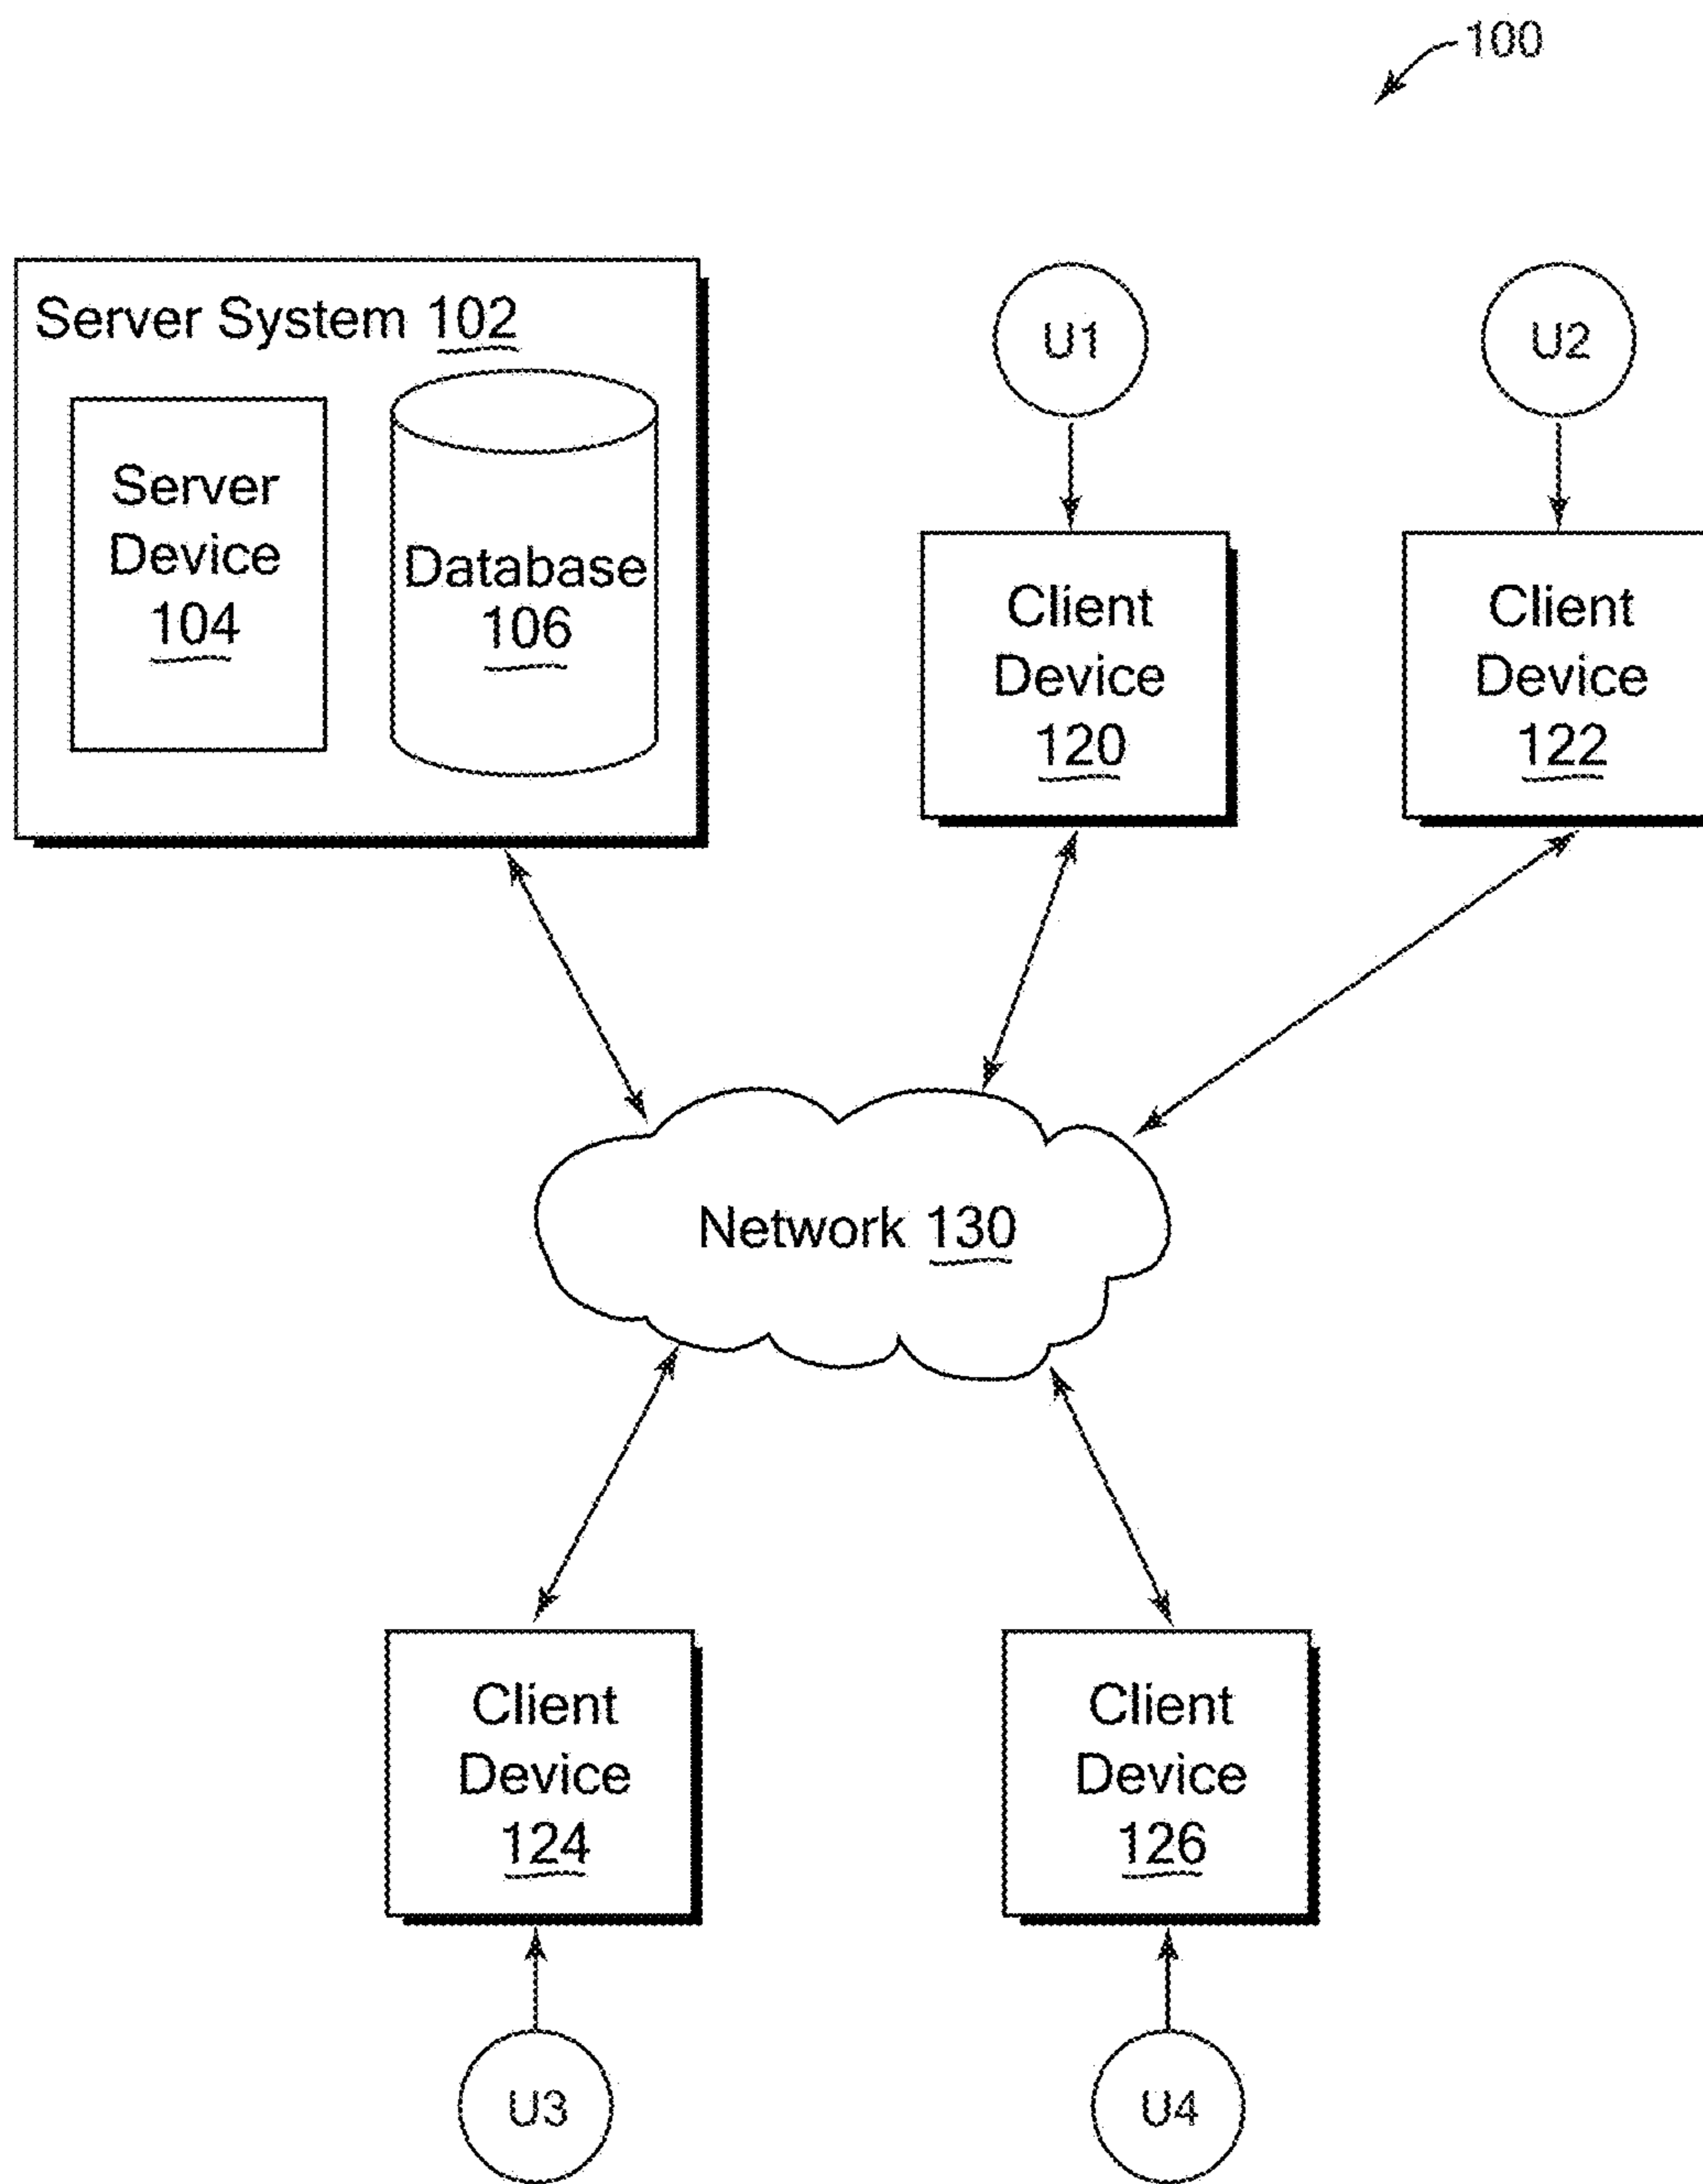 100
Server System 102
Server
Device
104
Database
106
U1
U2
Client
Device
120
Client
Device
122
Network 130
Client
Device
124
Client
Device
126
U3
U4